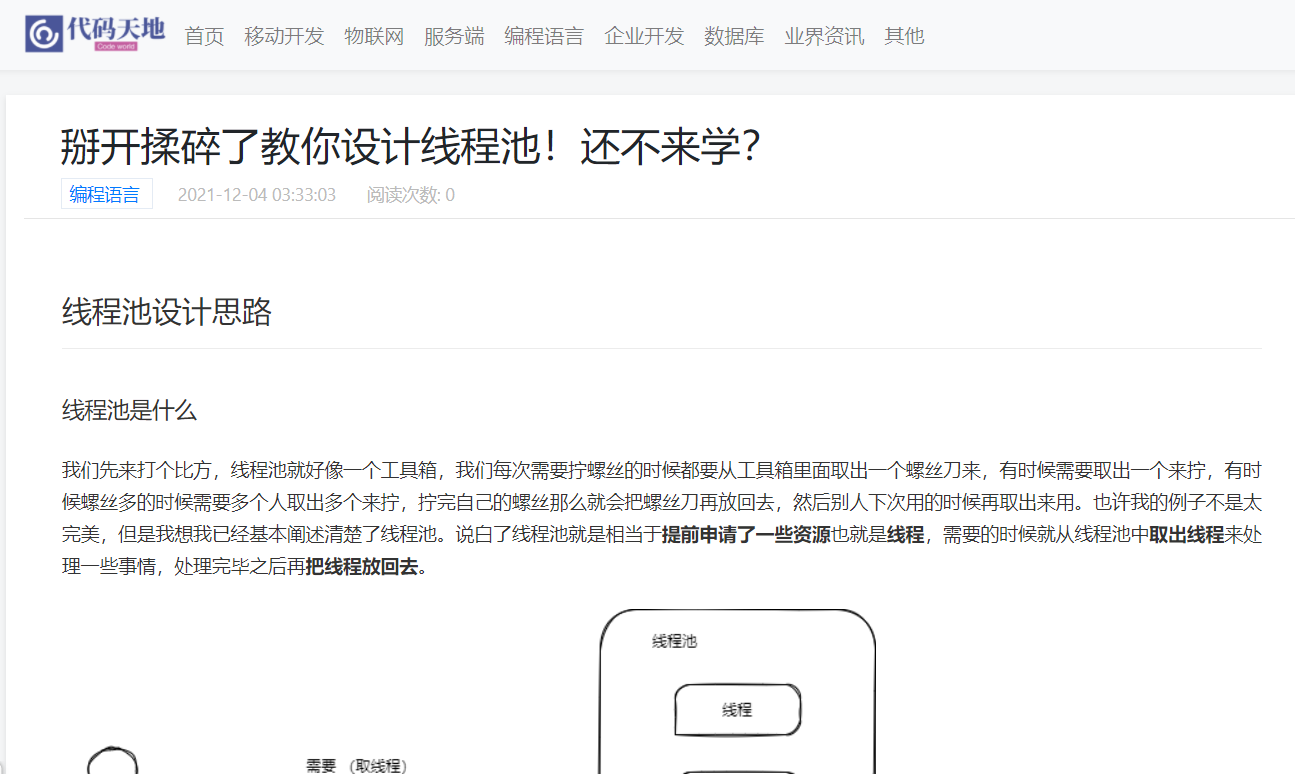 代码天地
Code world
首页 移动开发 物联网 服务端 编程语言 企业开发 数据库 业界资讯 其他
掰开揉碎了教你设计线程池！还不来学？
编程语言 2021-12-04 03:33:03 阅读次数: 0
线程池设计思路
线程池是什么
我们先来打个比方，线程池就好像一个工具箱，我们每次需要拧螺丝的时候都要从工具箱里面取出一个螺丝刀来，有时候需要取出一个来拧，有时
候螺丝多的时候需要多个人取出多个来拧，拧完自己的螺丝那么就会把螺丝刀再放回去，然后别人下次用的时候再取出来用。也许我的例子不是太
完美，但是我想我已经基本阐述清楚了线程池。说白了线程池就是相当于提前申请了一些资源也就是线程，需要的时候就从线程池中取出线程来处
理一些事情，处理完毕之后再把线程放回去。
线程池
线程
需要 （取线程）